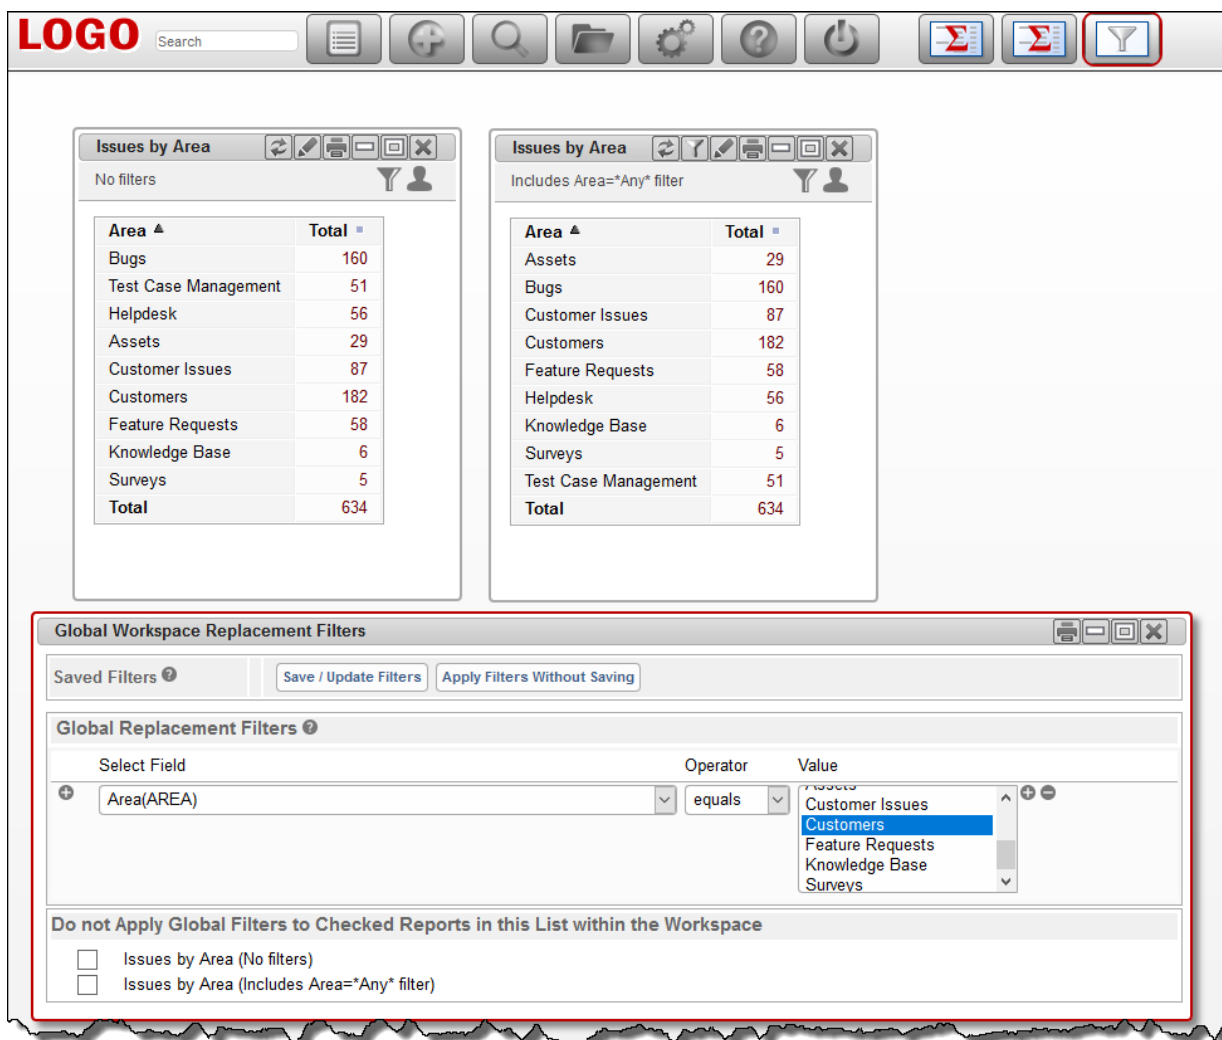 LOGO
Search
Issues by Area
No filters
Area Total
Bugs 160
Test Case Management 51
Helpdesk 56
Assets 29
Customer Issues 87
Customers 182
Feature Requests 58
Knowledge Base 6
Surveys 5
Total 634
Issues by Area
Includes Area=*Any* filter
Area Total
Assets 29
Bugs 160
Customer Issues 87
Customers 182
Feature Requests 58
Helpdesk 56
Knowledge Base 6
Surveys 5
Test Case Management 51
Total 634
Global Workspace Replacement Filters
Saved Filters Save / Update Filters Apply Filters Without Saving
Global Replacement Filters
Select Field Operator Value
Area(AREA) equals
Assets
Customer Issues
Customers
Feature Requests
Knowledge Base
Surveys
Do not Apply Global Filters to Checked Reports in this List within the Workspace
Issues by Area (No filters)
Issues by Area (Includes Area=*Any* filter)